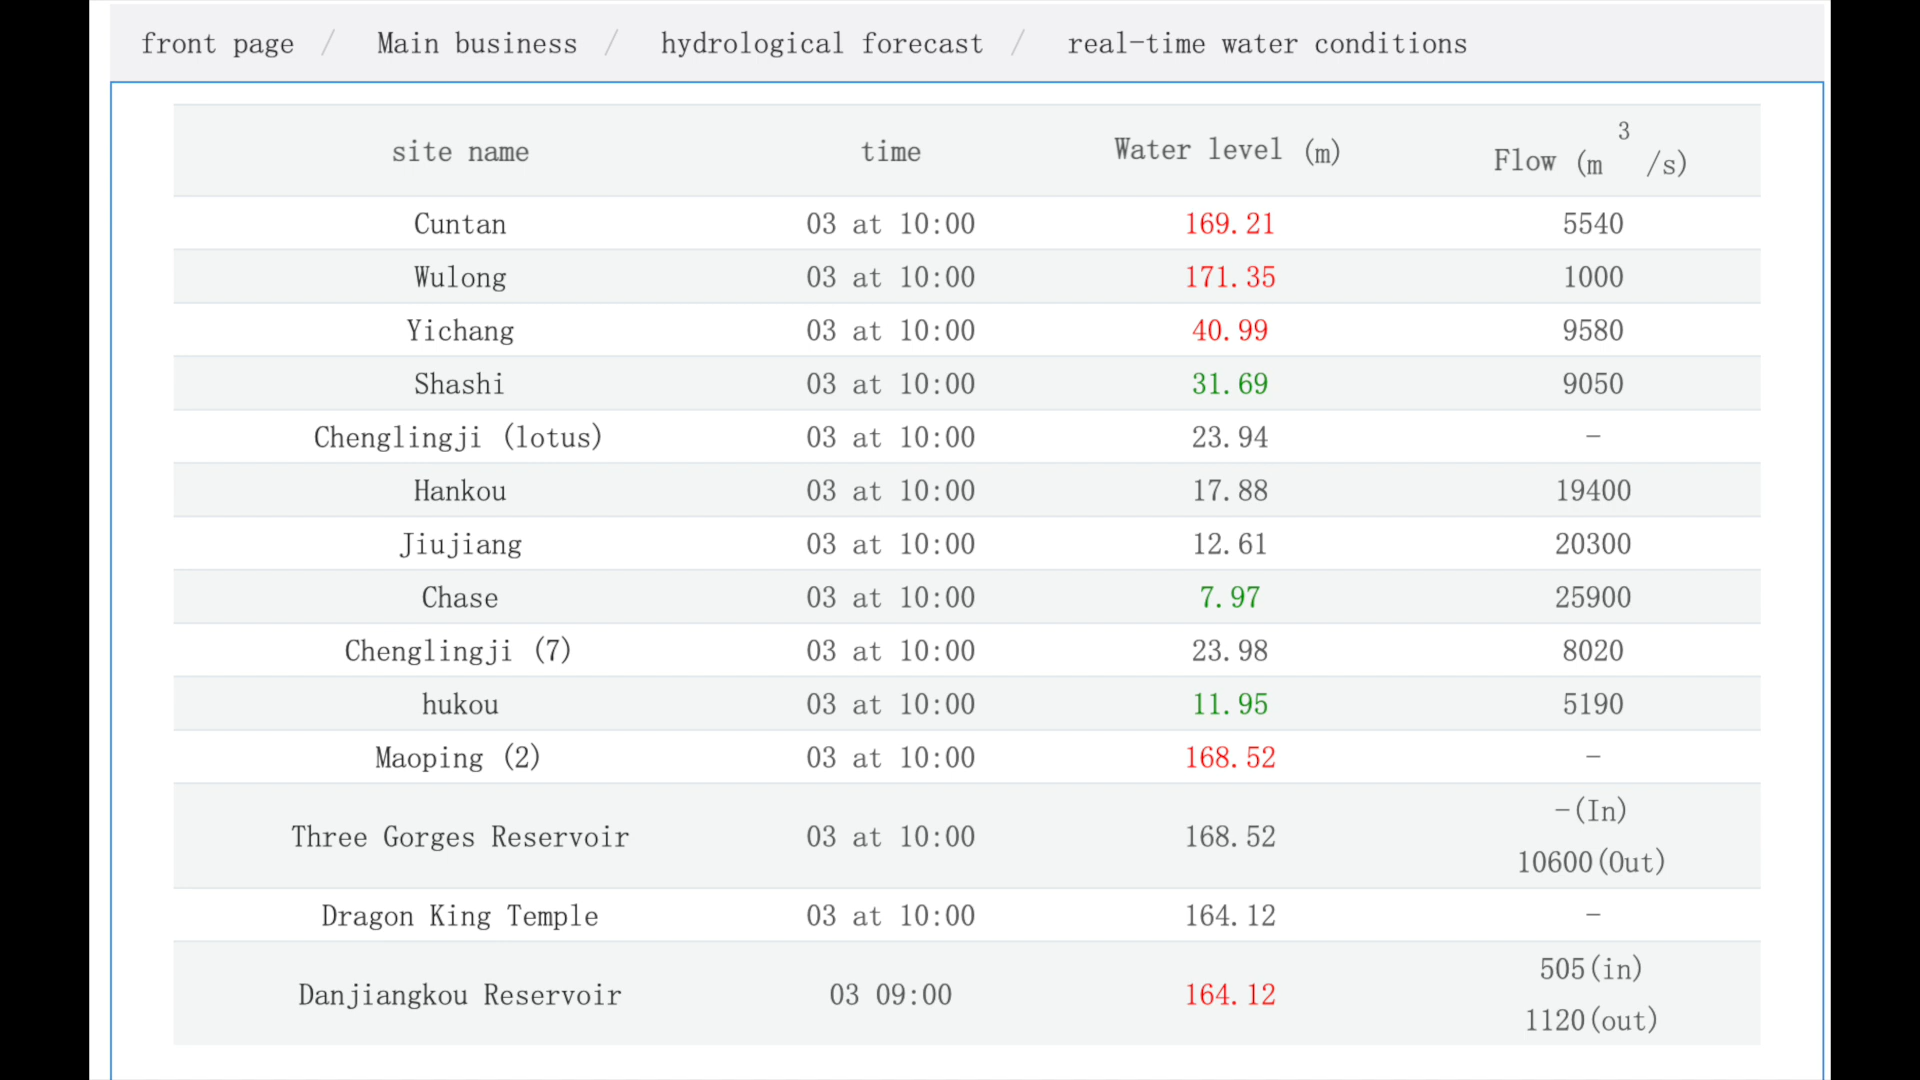 front page / Main business / hydrological forecast / real-time water conditions
site name time Water level (m) Flow (m³/s)
Cuntan 03 at 10:00 169.21 5540
Wulong 03 at 10:00 171.35 1000
Yichang 03 at 10:00 40.99 9580
Shashi 03 at 10:00 31.69 9050
Chenglingji (lotus) 03 at 10:00 23.94 -
Hankou 03 at 10:00 17.88 19400
Jiujiang 03 at 10:00 12.61 20300
Chase 03 at 10:00 7.97 25900
Chenglingji (7) 03 at 10:00 23.98 8020
hukou 03 at 10:00 11.95 5190
Maoping (2) 03 at 10:00 168.52 -
Three Gorges Reservoir 03 at 10:00 168.52 -(In)
10600(Out)
Dragon King Temple 03 at 10:00 164.12 -
Danjiangkou Reservoir 03 09:00 164.12 505(in)
1120(out)